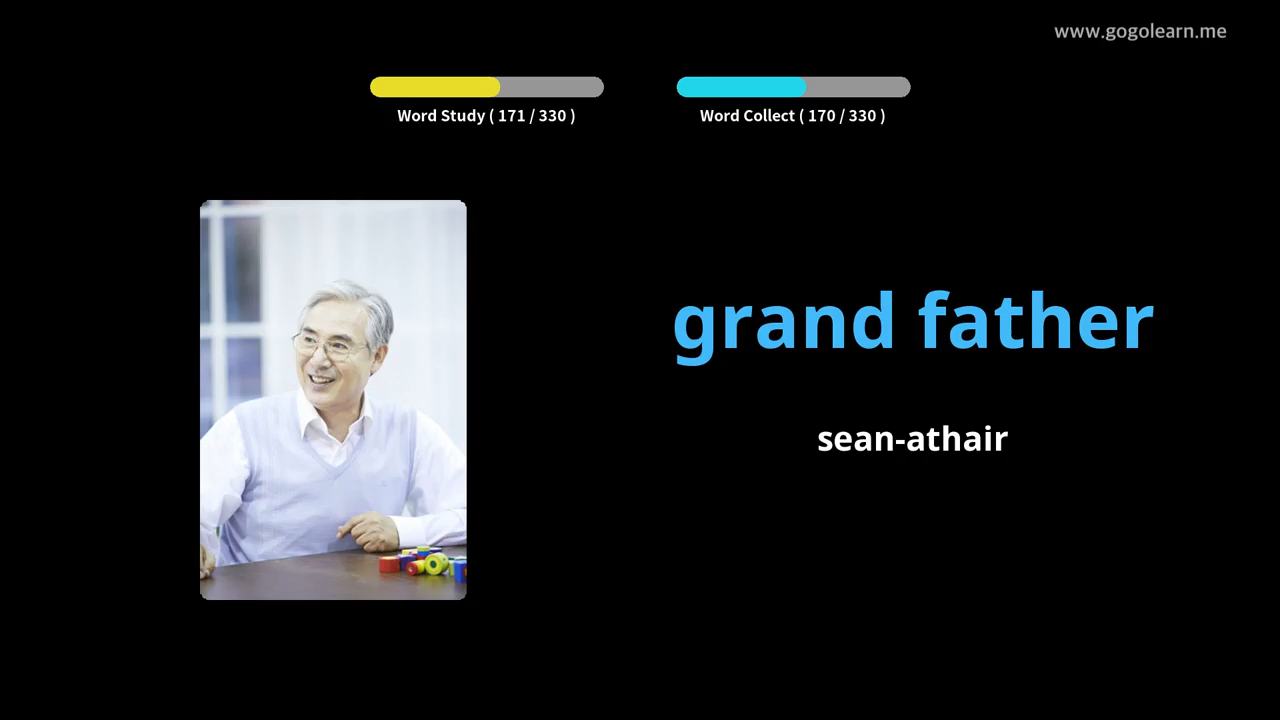 www.gogolearn.me
Word Study ( 171 / 330 )
Word Collect ( 170 / 330 )
grand father
sean-athair